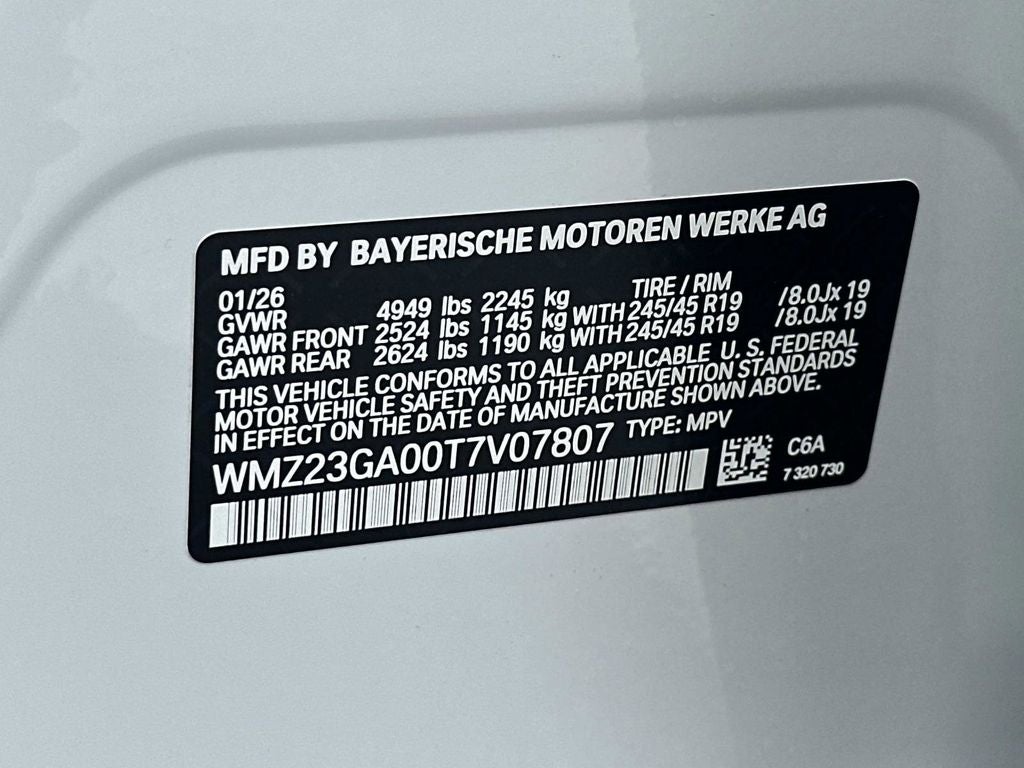 MFD BY BAYERISCHE MOTOREN WERKE AG
01/26 TIRE / RIM
GVWR 4949 lbs 2245 kg
GAWR FRONT 2524 lbs 1145 kg WITH 245/45 R19 /8.0Jx 19
GAWR REAR 2624 lbs 1190 kg WITH 245/45 R19 /8.0Jx 19
THIS VEHICLE CONFORMS TO ALL APPLICABLE U. S. FEDERAL
MOTOR VEHICLE SAFETY AND THEFT PREVENTION STANDARDS
IN EFFECT ON THE DATE OF MANUFACTURE SHOWN ABOVE.
WMZ23GA00T7V07807 TYPE: MPV
C6A
7 320 730